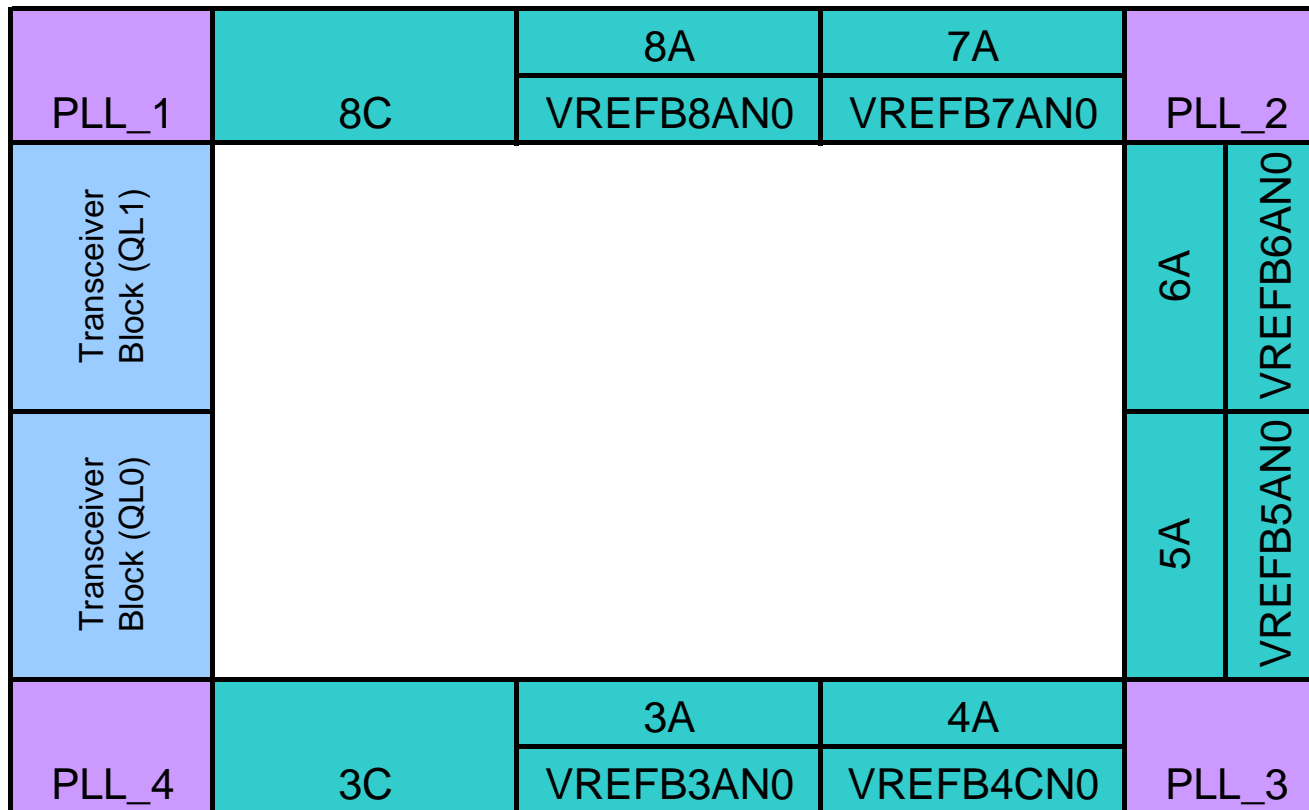 8A
7A
PLL_1
8C
VREFB8AN0
VREFB7AN0
PLL_2
Transceiver
Block (QL1)
6A
VREFB6AN0
Transceiver
Block (QL0)
5A
VREFB5AN0
3A
4A
PLL_4
3C
VREFB3AN0
VREFB4CN0
PLL_3